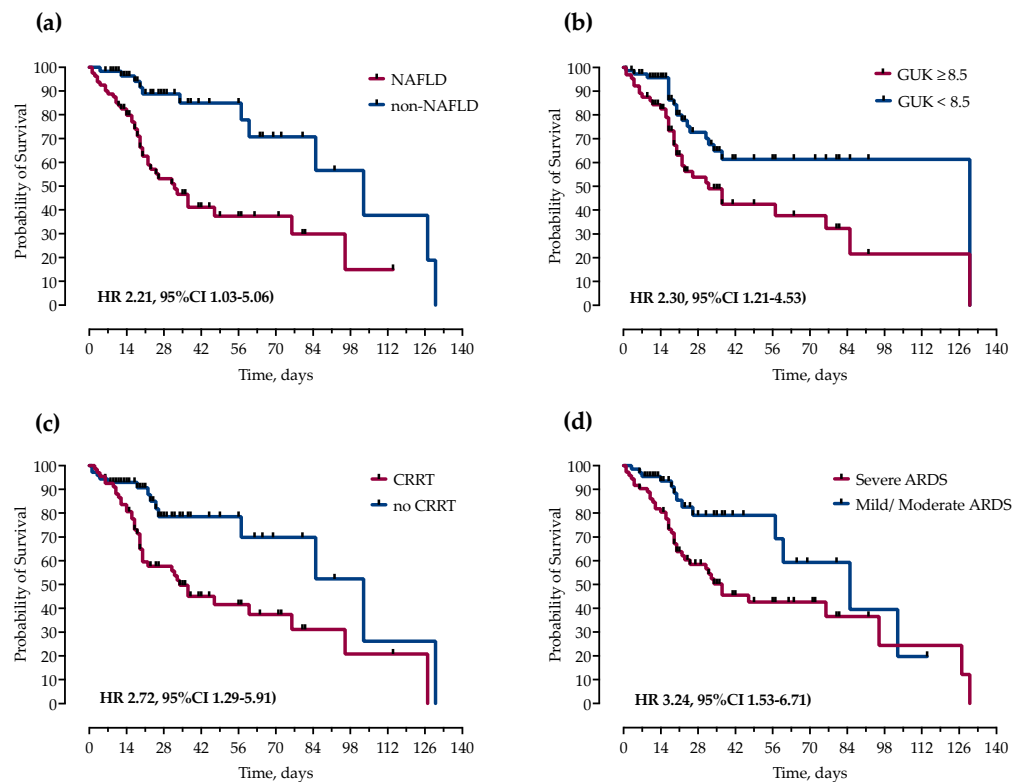 (a)
100
90
80
70
60
50
40
30
20
10
0
Probability of Survival
NAFLD
non-NAFLD
HR 2.21, 95%CI 1.03-5.06)
0 14 28 42 56 70 84 98 112 126 140
Time, days
(b)
100
90
80
70
60
50
40
30
20
10
0
Probability of Survival
GUK ≥8.5
GUK < 8.5
HR 2.30, 95%CI 1.21-4.53)
0 14 28 42 56 70 84 98 112 126 140
Time, days
(c)
100
90
80
70
60
50
40
30
20
10
0
Probability of Survival
CRRT
no CRRT
HR 2.72, 95%CI 1.29-5.91)
0 14 28 42 56 70 84 98 112 126 140
Time, days
(d)
100
90
80
70
60
50
40
30
20
10
0
Probability of Survival
Severe ARDS
Mild/ Moderate ARDS
HR 3.24, 95%CI 1.53-6.71)
0 14 28 42 56 70 84 98 112 126 140
Time, days